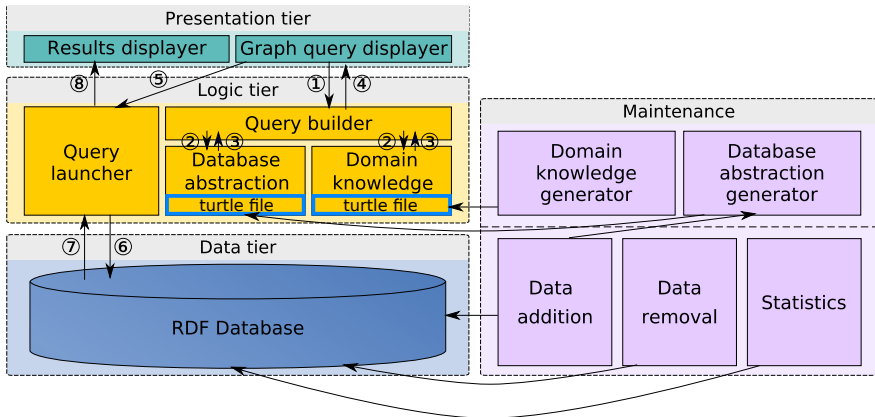 Presentation tier
Results displayer
Graph query displayer
⑧
⑤
①
④
Logic tier
Query builder
Query
launcher
②
③
②
③
Database
abstraction
turtle file
Domain
knowledge
turtle file
⑦
⑥
Data tier
RDF Database
Maintenance
Domain
knowledge
generator
Database
abstraction
generator
Data
addition
Data
removal
Statistics